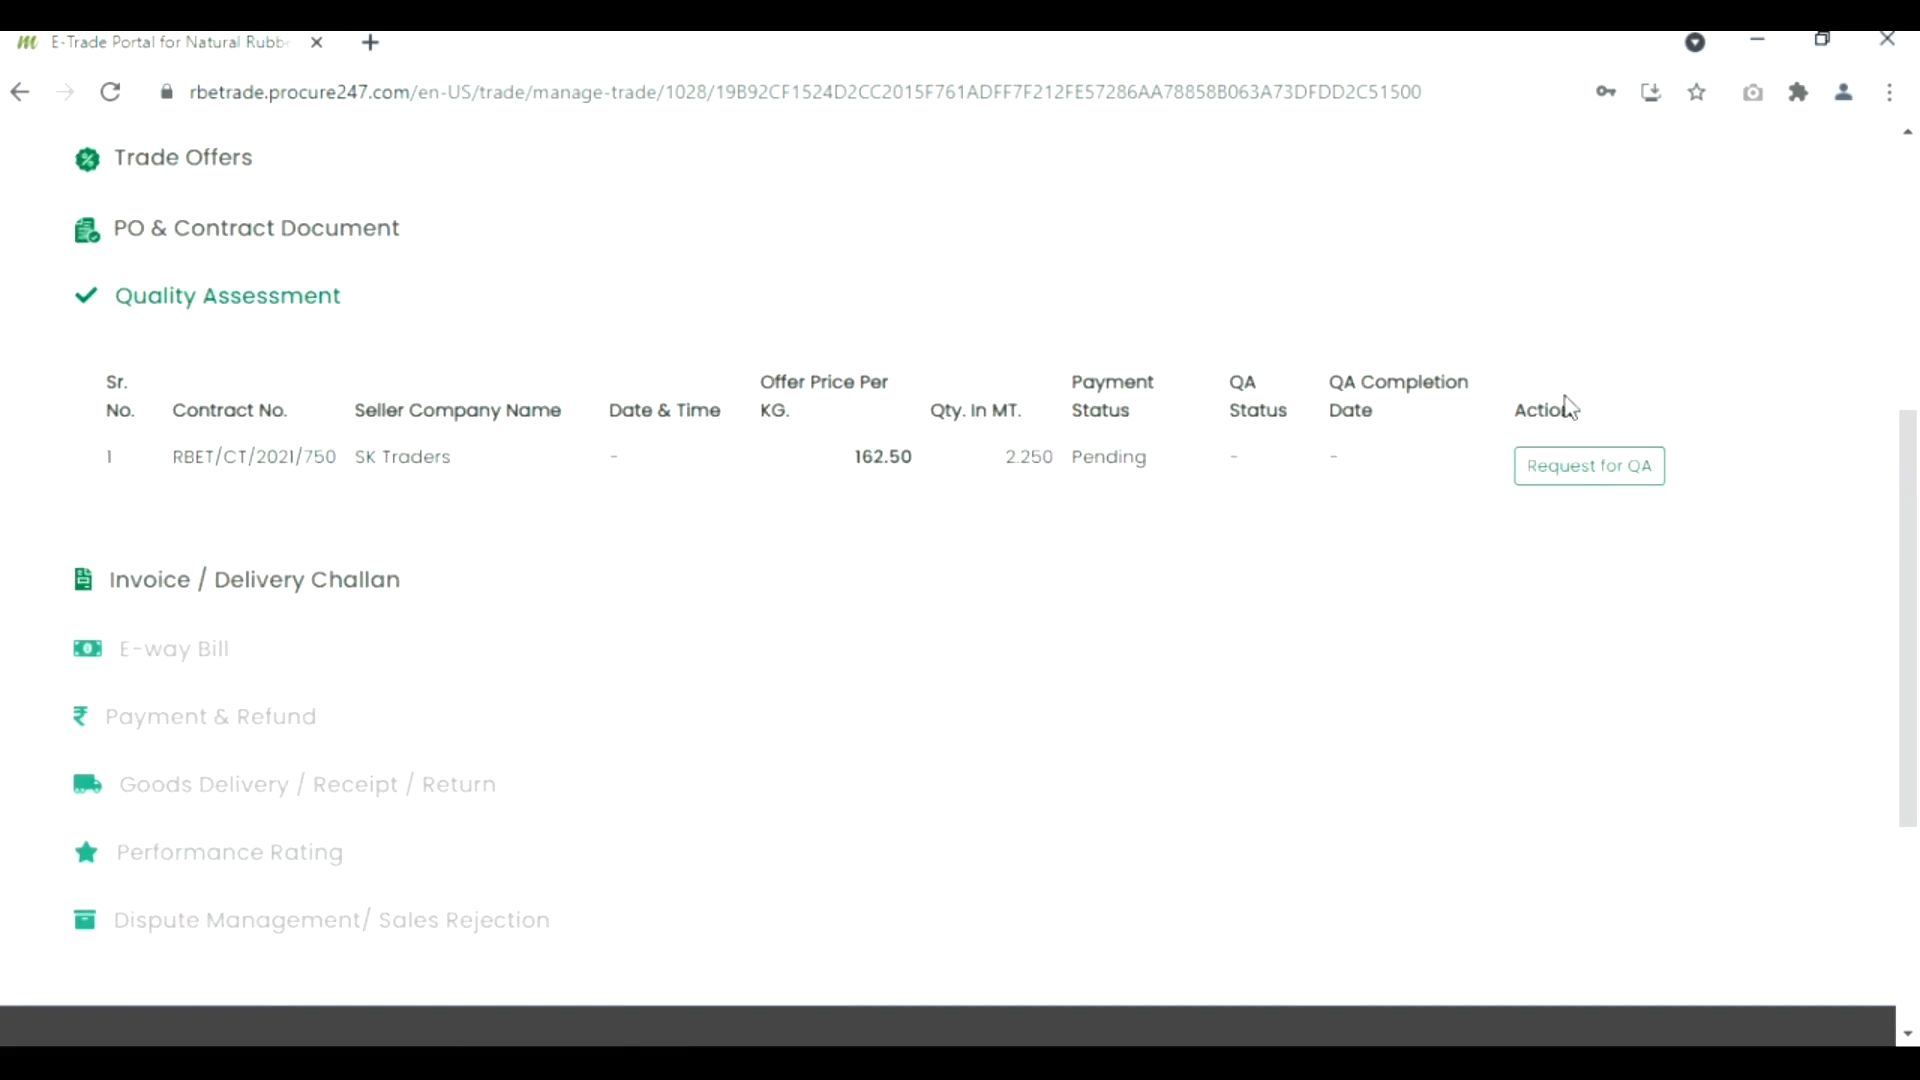 E-Trade Portal for Natural Rubb
rbetrade.procure247.com/en-US/trade/manage-trade/1028/19B92CF1524D2CC2015F761ADFF7F212FE57286AA78858B063A73DFDD2C51500
Trade Offers
PO & Contract Document
Quality Assessment
Sr. No. Contract No. Seller Company Name Date & Time Offer Price Per KG. Qty. In MT. Payment Status QA Status QA Completion Date Action
1 RBET/CT/2021/750 SK Traders - 162.50 2.250 Pending - - Request for QA
Invoice / Delivery Challan
E-way Bill
Payment & Refund
Goods Delivery / Receipt / Return
Performance Rating
Dispute Management/ Sales Rejection